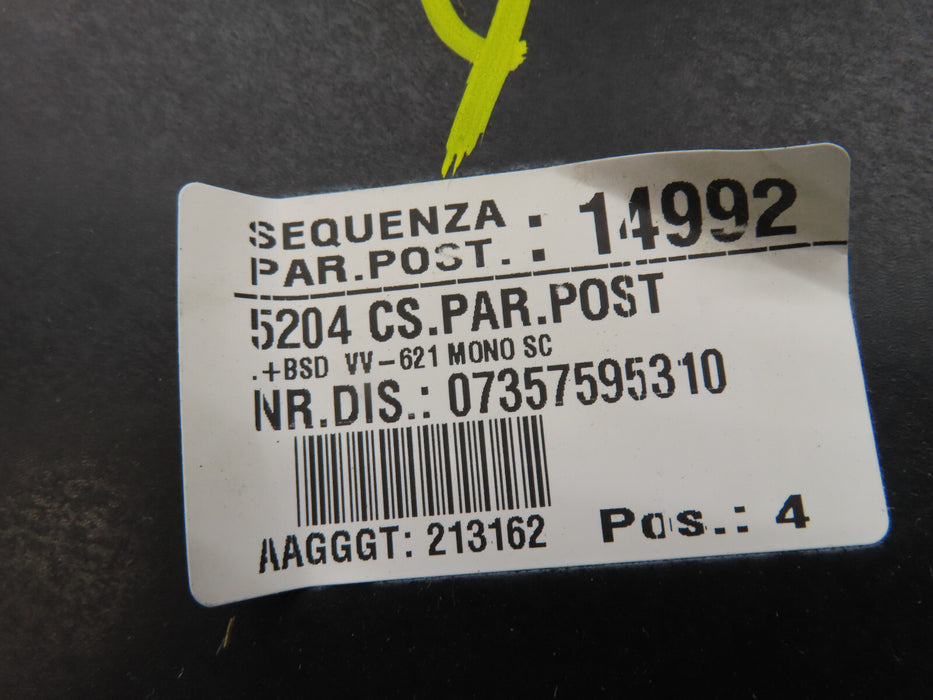 SEQUENZA
PAR.POST. : 14992
5204 CS.PAR.POST
.+BSD VV-621 MONO SC
NR.DIS.: 07357595310
AAGGGT: 213162
Pos.: 4